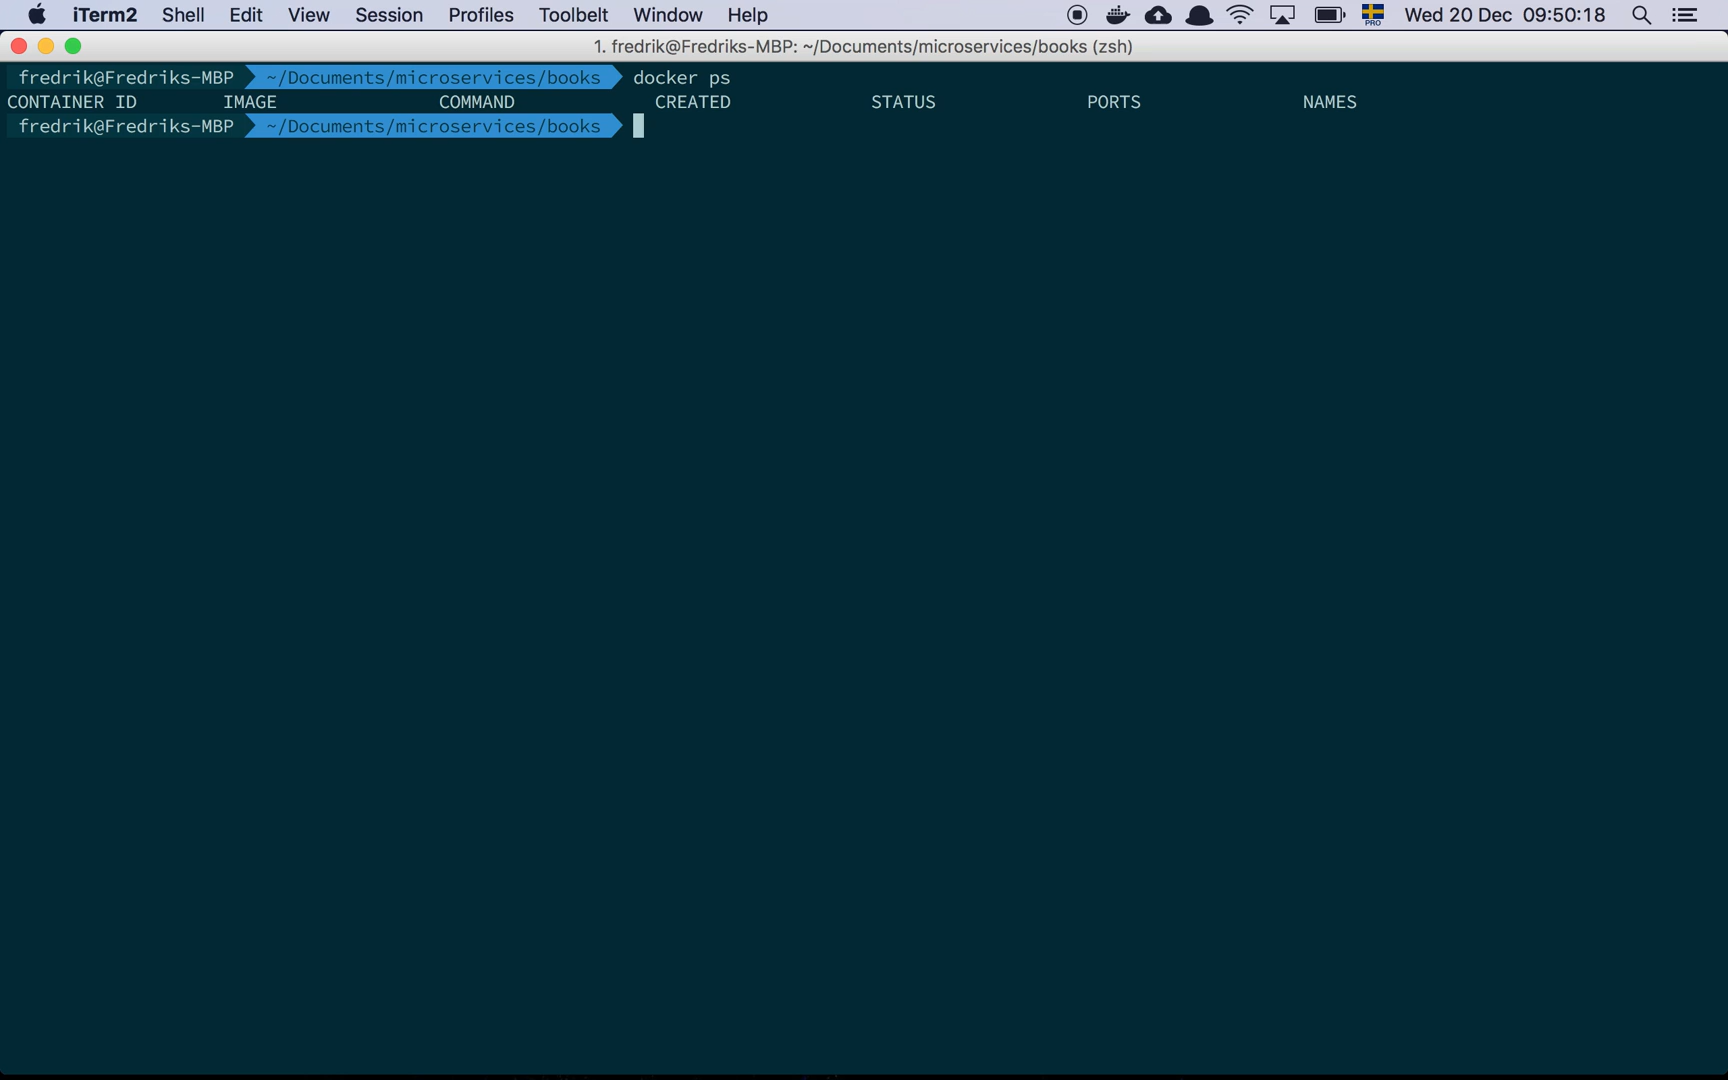 iTerm2 Shell Edit View Session Profiles Toolbelt Window Help PRO Wed 20 Dec 09:50:18
1. fredrik@Fredriks-MBP: ~/Documents/microservices/books (zsh)
fredrik@Fredriks-MBP ~/Documents/microservices/books docker ps
CONTAINER ID IMAGE COMMAND CREATED STATUS PORTS NAMES
fredrik@Fredriks-MBP ~/Documents/microservices/books